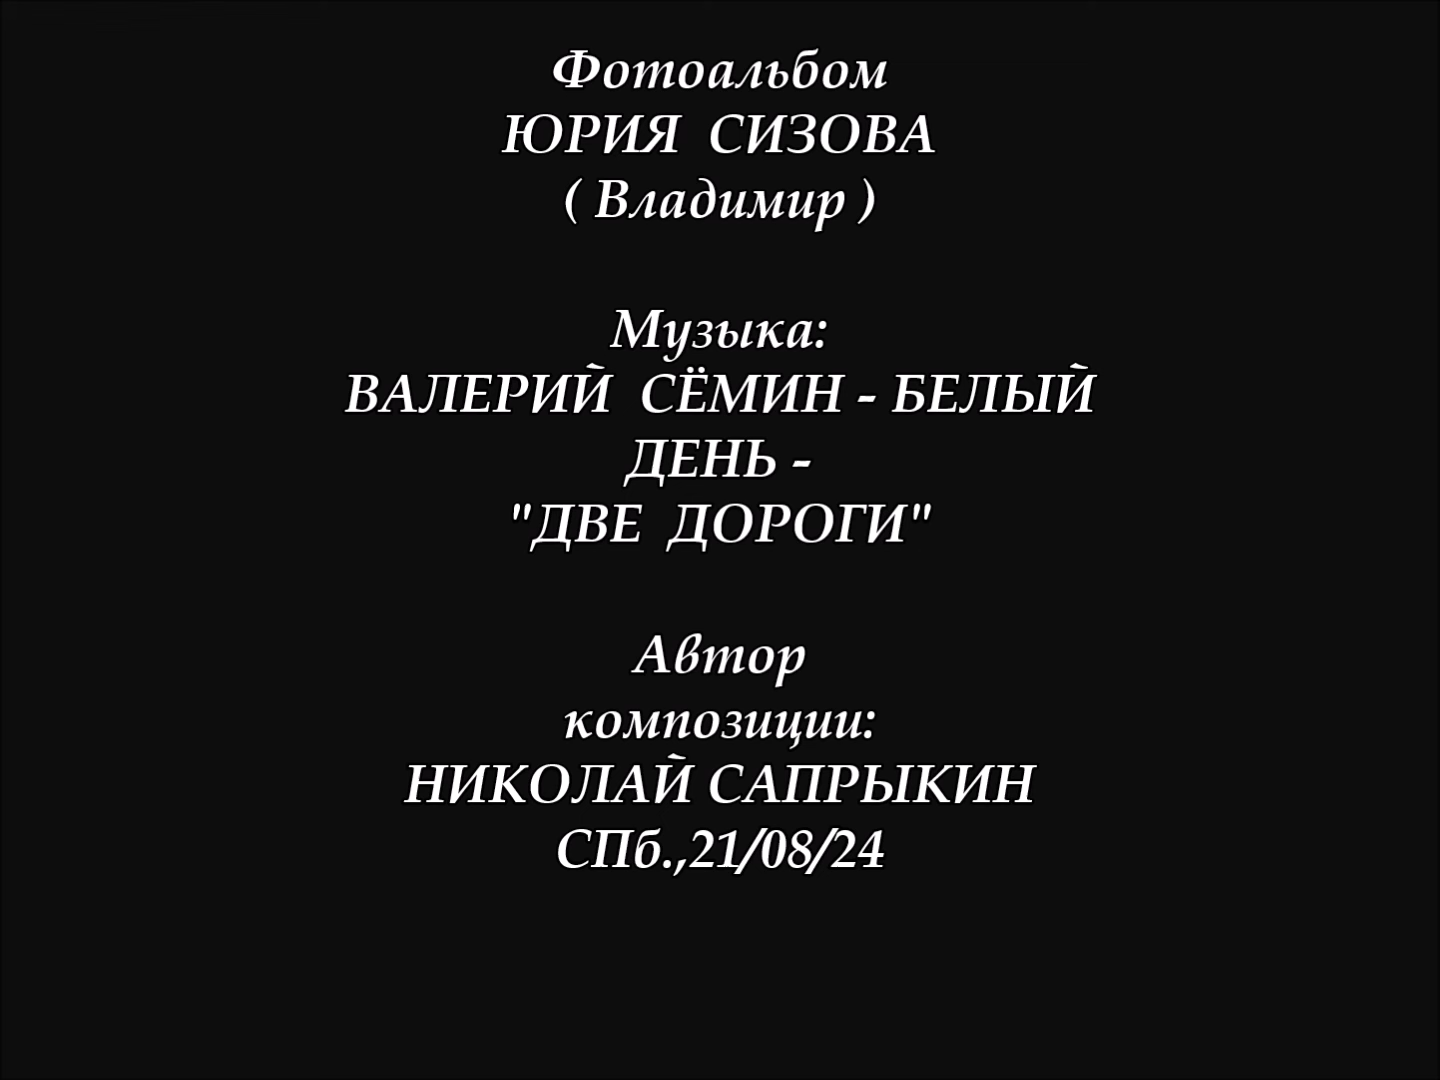 Фотоальбом
ЮРИЯ СИЗОВА
( Владимир )
Музыка:
ВАЛЕРИЙ СЁМИН - БЕЛЫЙ
ДЕНЬ -
"ДВЕ ДОРОГИ"
Автор
композиции:
НИКОЛАЙ САПРЫКИН
СПб.,21/08/24